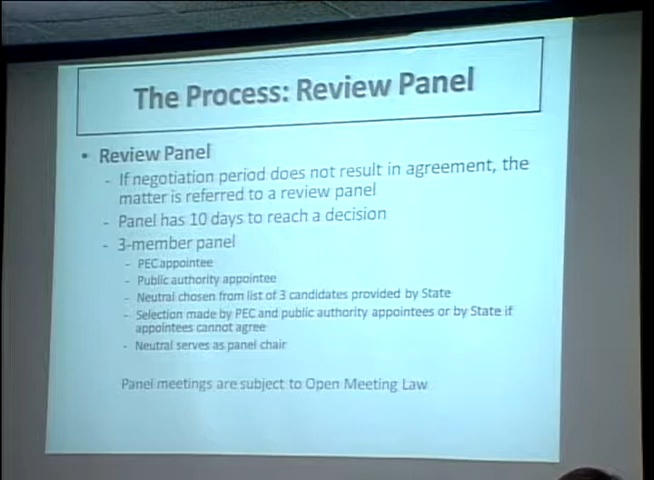 The Process: Review Panel
• Review Panel
- If negotiation period does not result in agreement, the
matter is referred to a review panel
- Panel has 10 days to reach a decision
- 3-member panel
- PEC appointee
- Public authority appointee
- Neutral chosen from list of 3 candidates provided by State
- Selection made by PEC and public authority appointees or by State if
appointees cannot agree
- Neutral serves as panel chair
Panel meetings are subject to Open Meeting Law